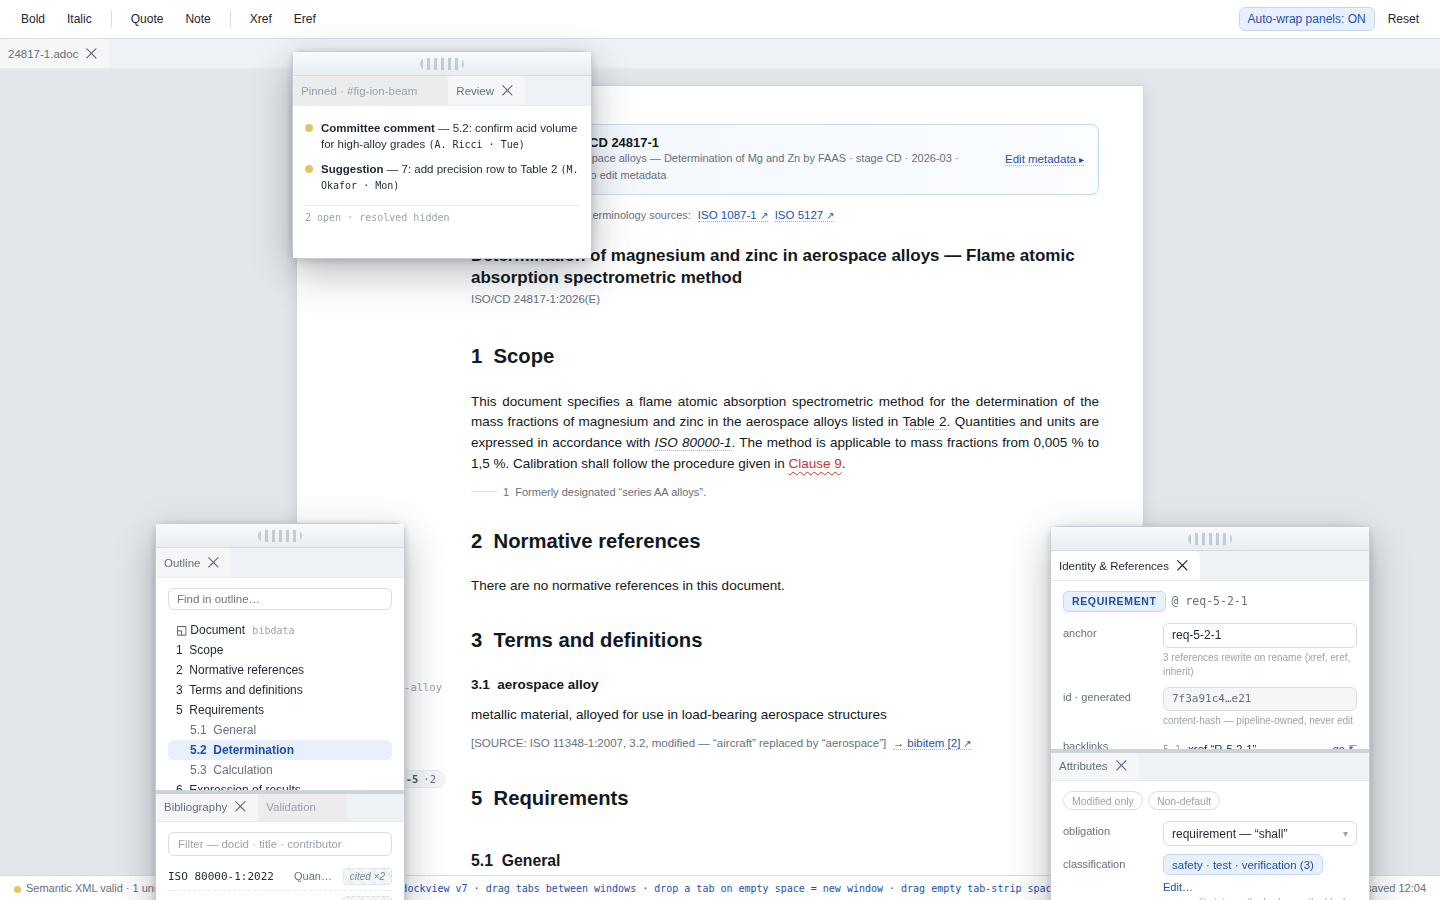 Bold Italic Quote Note Xref Eref Auto-wrap panels: ON Reset
24817-1.adoc
Pinned · #fig-ion-beam Review
Committee comment — 5.2: confirm acid volume
for high-alloy grades (A. Ricci · Tue)
Suggestion — 7: add precision row to Table 2 (M.
Okafor · Mon)
2 open · resolved hidden
CD 24817-1
alloys — Determination of Mg and Zn by FAAS · stage CD · 2026-03 ·
to edit metadata
Edit metadata ▸
sources: ISO 1087-1 ↗ ISO 5127 ↗
Determination of magnesium and zinc in aerospace alloys — Flame atomic
absorption spectrometric method
ISO/CD 24817-1:2026(E)
1 Scope
This document specifies a flame atomic absorption spectrometric method for the determination of the
mass fractions of magnesium and zinc in the aerospace alloys listed in Table 2. Quantities and units are
expressed in accordance with ISO 80000-1. The method is applicable to mass fractions from 0,005 % to
1,5 %. Calibration shall follow the procedure given in Clause 9.
1 Formerly designated “series AA alloys”.
2 Normative references
There are no normative references in this document.
3 Terms and definitions
-alloy
3.1 aerospace alloy
metallic material, alloyed for use in load-bearing aerospace structures
[SOURCE: ISO 11348-1:2007, 3.2, modified — “aircraft” replaced by “aerospace”] → bibitem [2] ↗
-5 ·2
5 Requirements
5.1 General
Outline
Find in outline…
◱ Document bibdata
1 Scope
2 Normative references
3 Terms and definitions
5 Requirements
5.1 General
5.2 Determination
5.3 Calculation
6 Expression of results
Bibliography Validation
Filter — docid · title · contributor
ISO 80000-1:2022 Quan… cited ×2
Identity & References
REQUIREMENT @ req-5-2-1
anchor req-5-2-1
3 references rewrite on rename (xref, eref,
inherit)
id · generated 7f3a91c4…e21
content-hash — pipeline-owned, never edit
backlinks 5.1 xref “R-5.2-1” go ⇱
Attributes
Modified only Non-default
obligation requirement — “shall” ▾
classification safety · test · verification (3)
Edit…
Semantic XML valid · 1
dockview v7 · drag tabs between windows · drop a tab on empty space = new window · drag empty tab-strip
saved 12:04